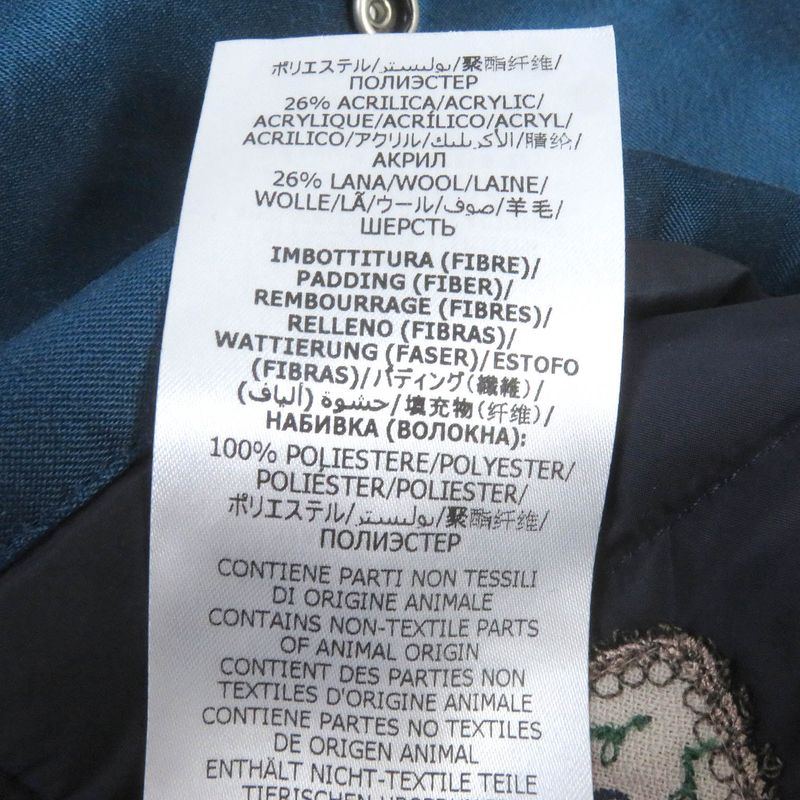 ポリエステル/بوليستر/聚酯纤维/
ПОЛИЭСТЕР
26% ACRILICA/ACRYLIC/
ACRYLIQUE/ACRÍLICO/ACRYL/
ACRILICO/アクリル/الأكريليك/腈纶/
АКРИЛ
26% LANA/WOOL/LAINE/
WOLLE/LÃ/ウール/صوف/羊毛/
ШЕРСТЬ
IMBOTTITURA (FIBRE)/
PADDING (FIBER)/
REMBOURRAGE (FIBRES)/
RELLENO (FIBRAS)/
WATTIERUNG (FASER)/ESTOFO
(FIBRAS)/パディング(繊維)/
حشوة (ألياف)/填充物(纤维)/
НАБИВКА (ВОЛОКНА):
100% POLIESTERE/POLYESTER/
POLIÉSTER/POLIESTER/
ポリエステル/بوليستر/聚酯纤维/
ПОЛИЭСТЕР
CONTIENE PARTI NON TESSILI
DI ORIGINE ANIMALE
CONTAINS NON-TEXTILE PARTS
OF ANIMAL ORIGIN
CONTIENT DES PARTIES NON
TEXTILES D'ORIGINE ANIMALE
CONTIENE PARTES NO TEXTILES
DE ORIGEN ANIMAL
ENTHÄLT NICHT-TEXTILE TEILE
TIERISCHEN URSPRUNGS